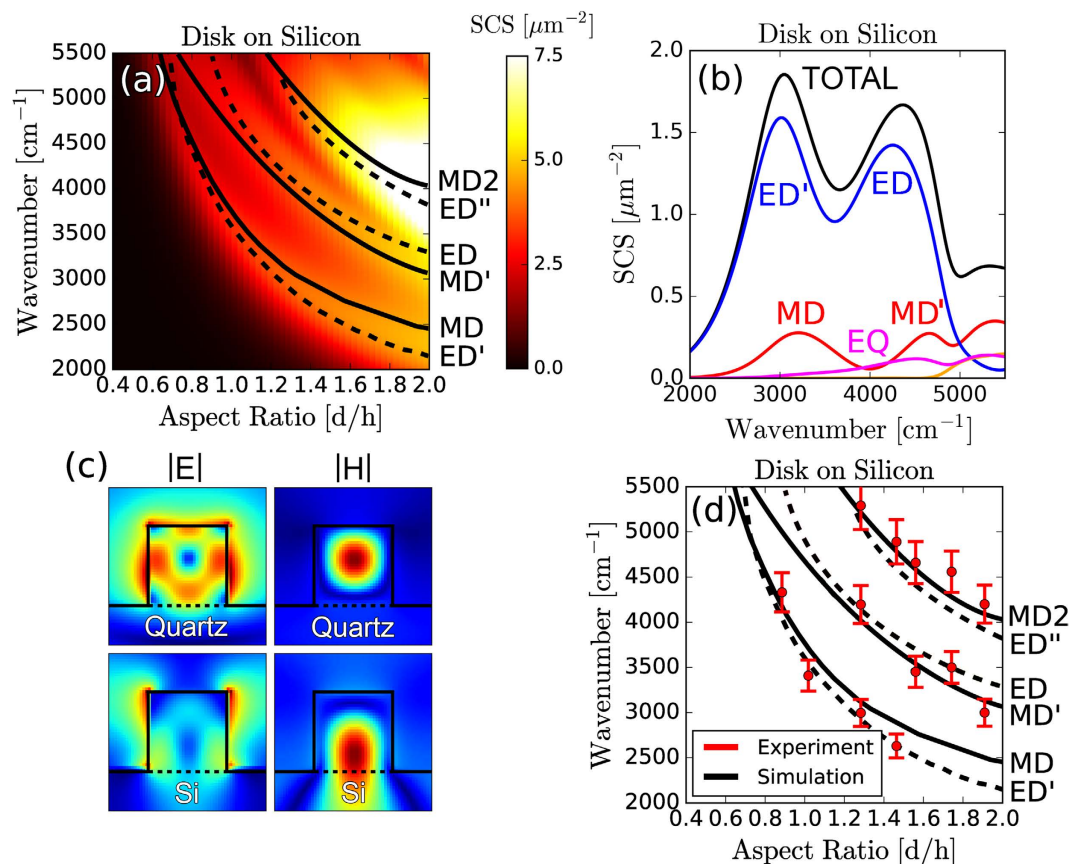 Disk on Silicon
(a)
Wavenumber [cm⁻¹]
5500
5000
4500
4000
3500
3000
2500
2000
0.4 0.6 0.8 1.0 1.2 1.4 1.6 1.8 2.0
Aspect Ratio [d/h]
MD2
ED"
ED
MD'
MD
ED'
SCS [μm⁻²]
7.5
5.0
2.5
0.0
Disk on Silicon
(b)
SCS [μm⁻²]
2.0
1.5
1.0
0.5
0.0
TOTAL
ED' ED
MD MD'
EQ
2000 3000 4000 5000
Wavenumber [cm⁻¹]
(c)
|E| |H|
Quartz Quartz
Si Si
Disk on Silicon
(d)
Wavenumber [cm⁻¹]
5500
5000
4500
4000
3500
3000
2500
2000
MD2
ED"
ED
MD'
MD
ED'
Experiment
Simulation
0.4 0.6 0.8 1.0 1.2 1.4 1.6 1.8 2.0
Aspect Ratio [d/h]